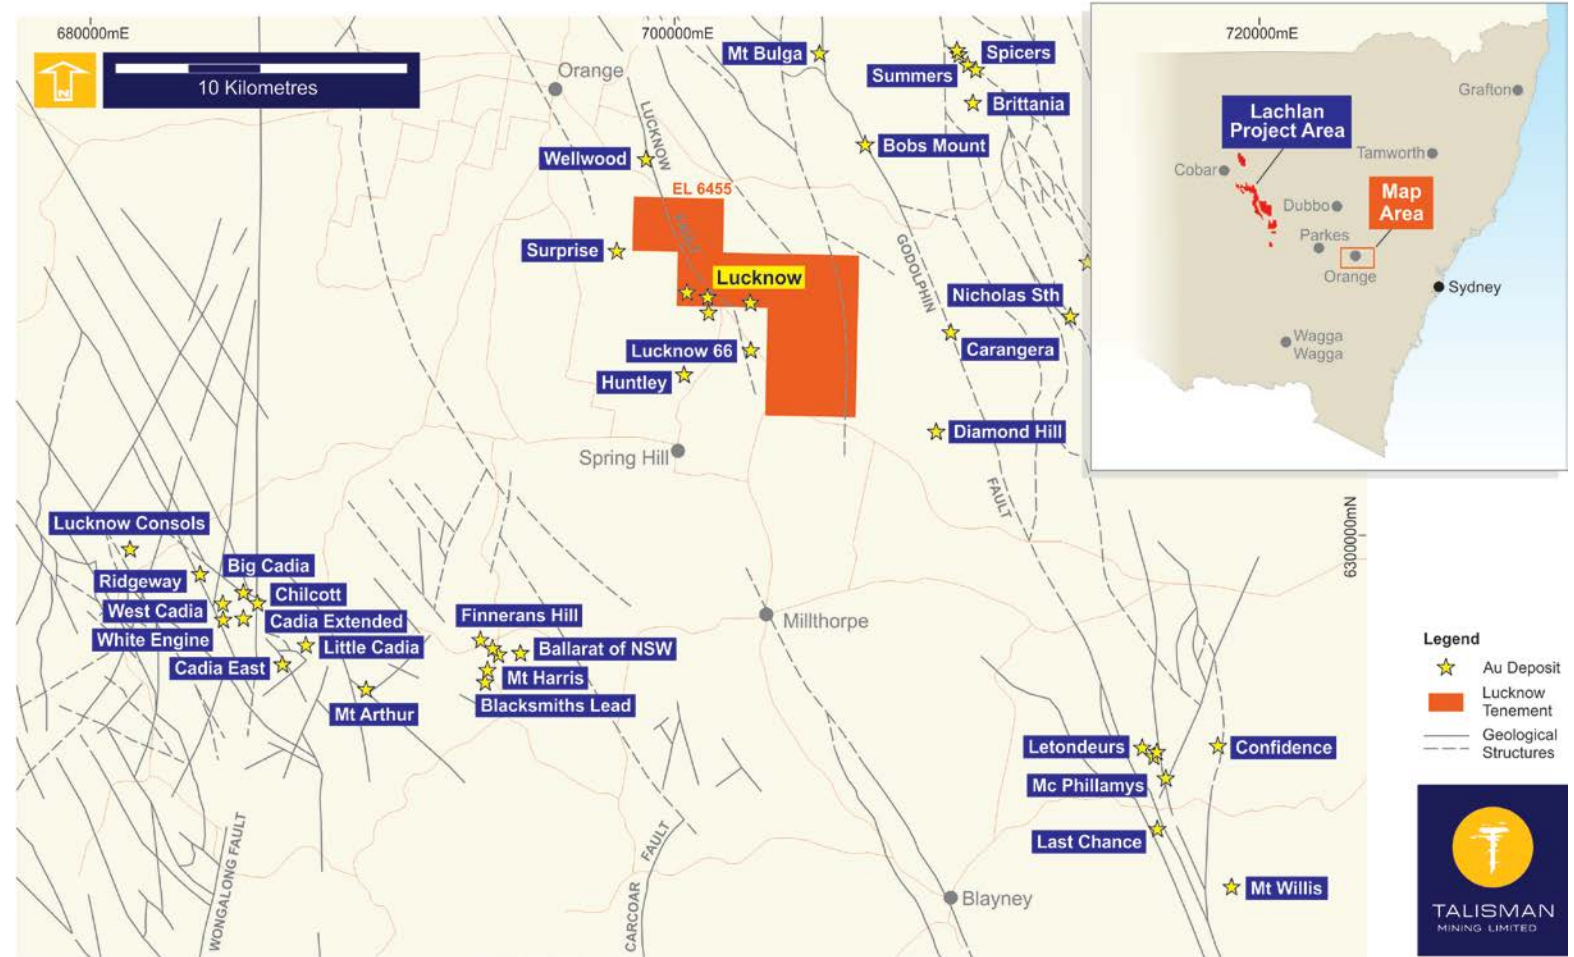 680000mE
700000mE
720000mE
N
10 Kilometres
Orange
Mt Bulga
Spicers
Summers
Brittania
LUCKNOW
Wellwood
Bobs Mount
EL 6455
FAULT
Surprise
Lucknow
GODOLPHIN
Nicholas Sth
Carangera
Lucknow 66
Huntley
Diamond Hill
Spring Hill
FAULT
Lucknow Consols
Big Cadia
Ridgeway
Chilcott
West Cadia
Cadia Extended
White Engine
Little Cadia
Cadia East
Mt Arthur
Finnerans Hill
Ballarat of NSW
Mt Harris
Blacksmiths Lead
Millthorpe
Letondeurs
Confidence
Mc Phillamys
Last Chance
Mt Willis
Blayney
WONGALONG FAULT
CARCOAR
FAULT
6300000mN
Grafton
Lachlan
Project Area
Tamworth
Cobar
Map
Area
Dubbo
Parkes
Orange
Sydney
Wagga
Wagga
Legend
Au Deposit
Lucknow
Tenement
Geological
Structures
TALISMAN
MINING LIMITED